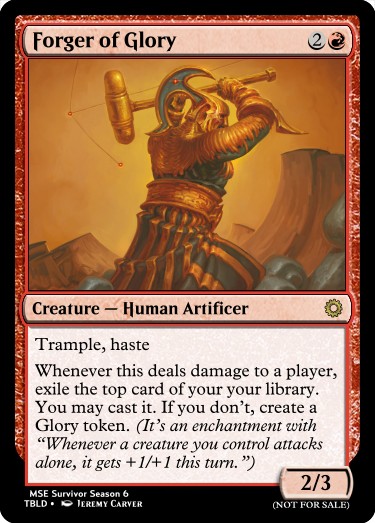 Forger of Glory 2
Creature — Human Artificer
Trample, haste
Whenever this deals damage to a player,
exile the top card of your your library.
You may cast it. If you don't, create a
Glory token. (It's an enchantment with
“Whenever a creature you control attacks
alone, it gets +1/+1 this turn.”)
2/3
MSE Survivor Season 6
TBLD • Jeremy Carver
(NOT FOR SALE)